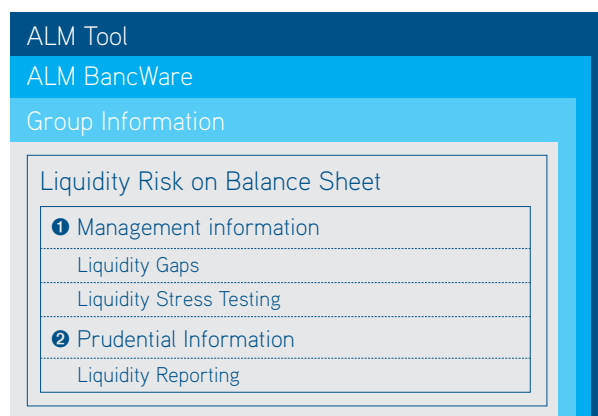 ALM Tool
ALM BancWare
Group Information
Liquidity Risk on Balance Sheet
❶ Management information
Liquidity Gaps
Liquidity Stress Testing
❷ Prudential Information
Liquidity Reporting